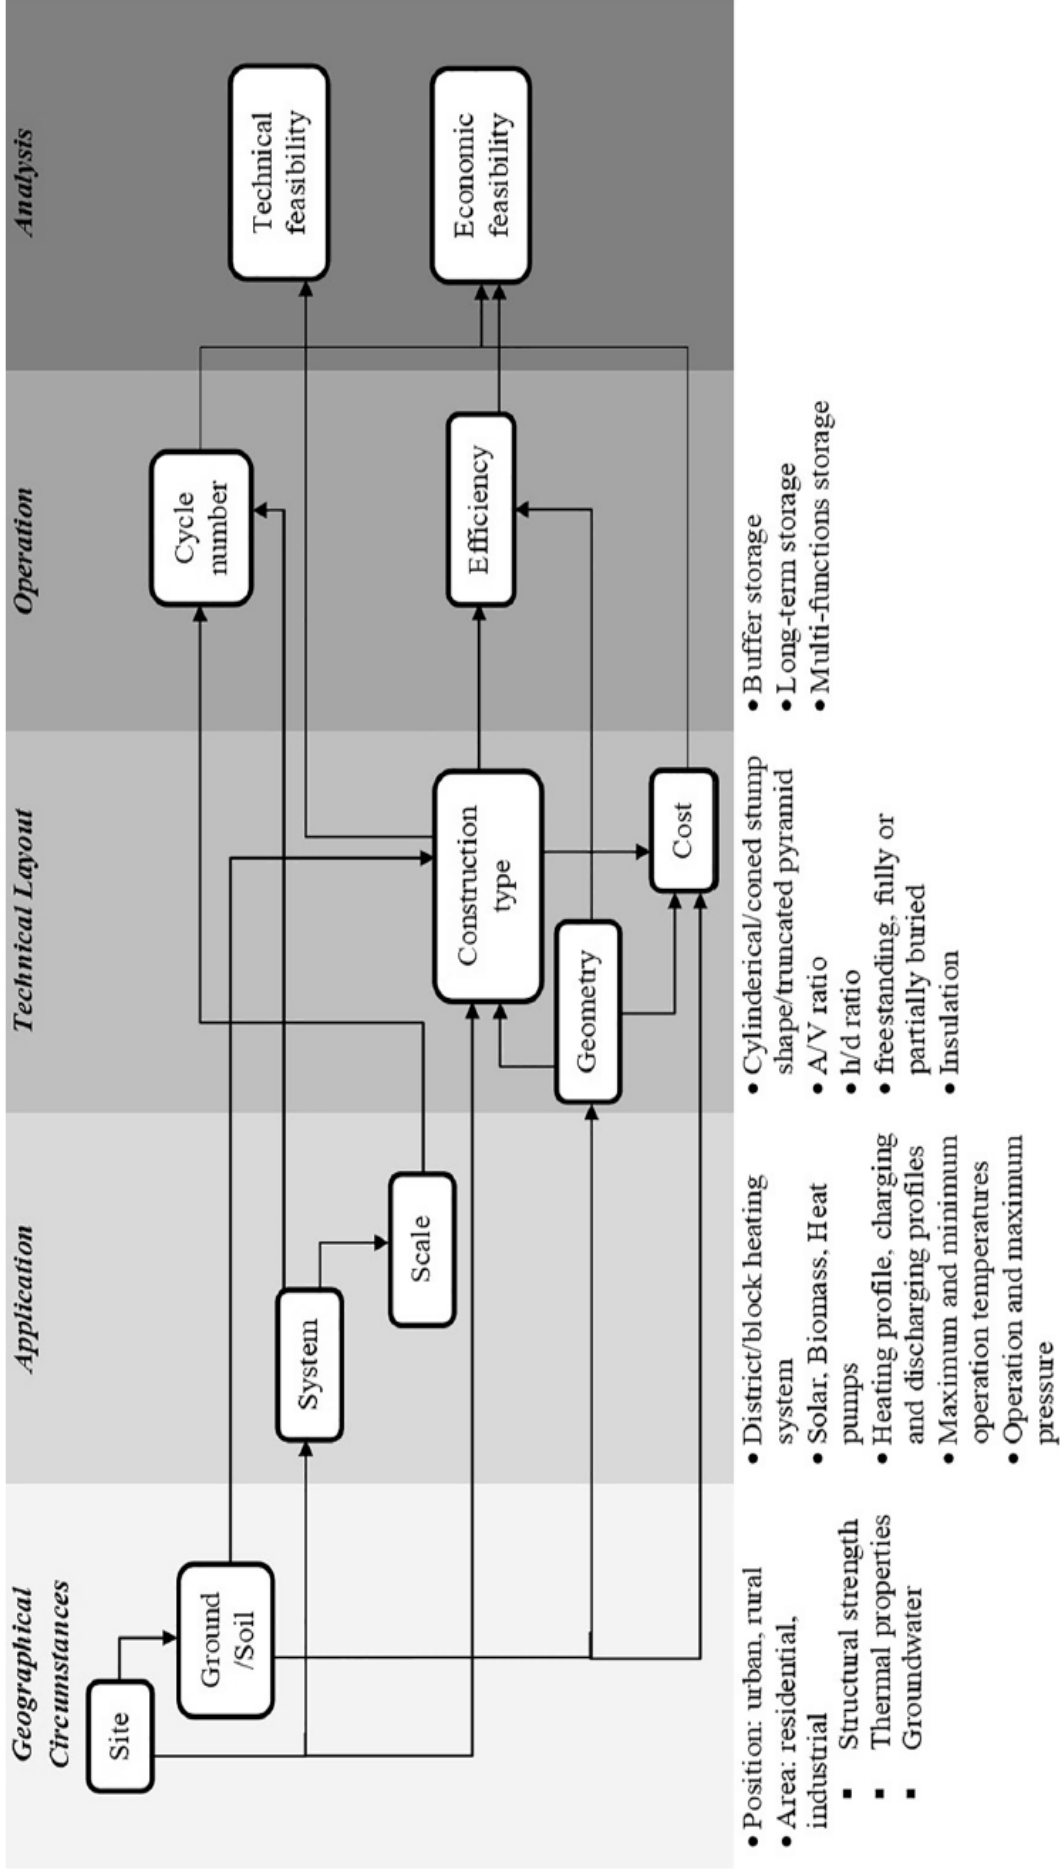 Geographical
Circumstances
Application
Technical Layout
Operation
Analysis
Site
Ground
/Soil
System
Scale
Construction
type
Geometry
Cost
Cycle
number
Efficiency
Technical
feasibility
Economic
feasibility
• Position: urban, rural
• Area: residential,
industrial
▪ Structural strength
▪ Thermal properties
▪ Groundwater
• District/block heating
system
• Solar, Biomass, Heat
pumps
• Heating profile, charging
and discharging profiles
• Maximum and minimum
operation temperatures
• Operation and maximum
pressure
• Cylinderical/coned stump
shape/truncated pyramid
• A/V ratio
• h/d ratio
• freestanding, fully or
partially buried
• Insulation
• Buffer storage
• Long-term storage
• Multi-functions storage